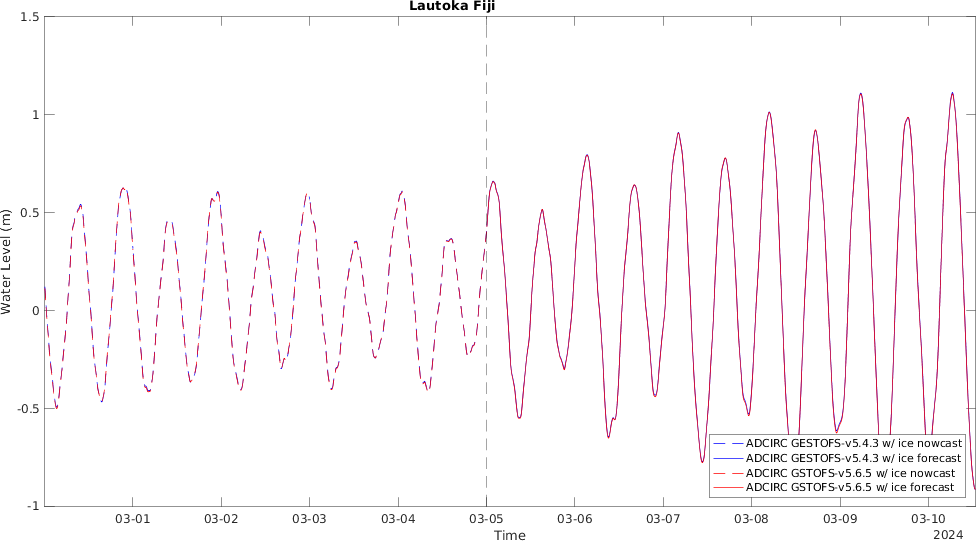 Lautoka Fiji
1.5
1
0.5
0
-0.5
-1
Water Level (m)
ADCIRC GESTOFS-v5.4.3 w/ ice nowcast
ADCIRC GESTOFS-v5.4.3 w/ ice forecast
ADCIRC GSTOFS-v5.6.5 w/ ice nowcast
ADCIRC GSTOFS-v5.6.5 w/ ice forecast
03-01 03-02 03-03 03-04 03-05 03-06 03-07 03-08 03-09 03-10
Time
2024